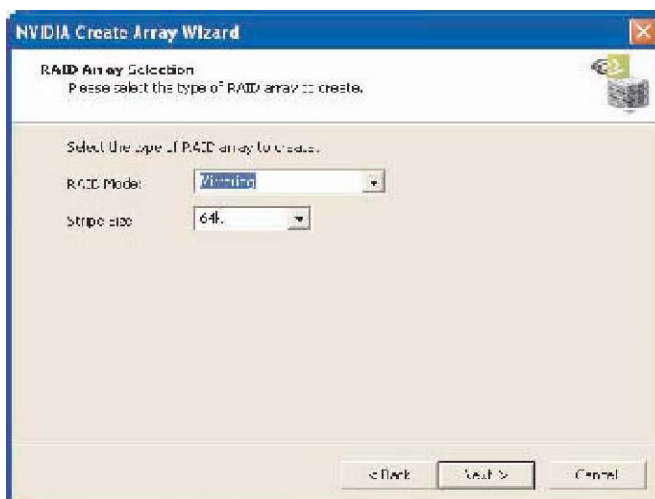 NVIDIA Create Array Wizard
RAID Array Selection
Please select the type of RAID array to create.
Select the type of RAID array to create.
RAID Mode: Mirroring
Stripe Size 64k
< Back Next > Cancel